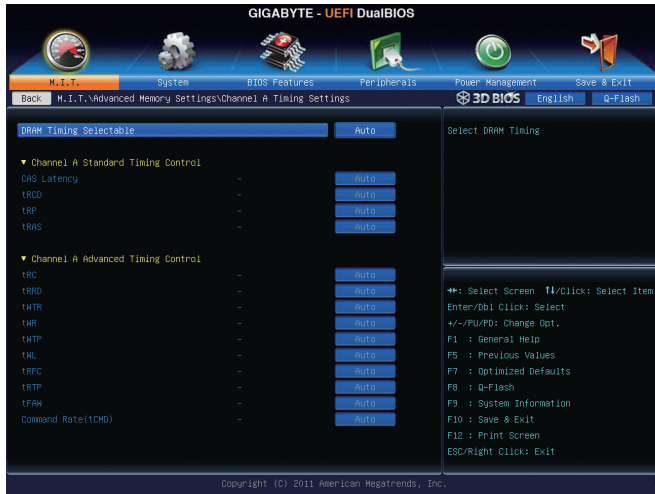 GIGABYTE - UEFI DualBIOS
M.I.T.
System
BIOS Features
Peripherals
Power Management
Save & Exit
Back M.I.T.\Advanced Memory Settings\Channel A Timing Settings
3D BIOS English Q-Flash
DRAM Timing Selectable Auto
▼ Channel A Standard Timing Control
CAS Latency - Auto
tRCD - Auto
tRP - Auto
tRAS - Auto
▼ Channel A Advanced Timing Control
tRC - Auto
tRRD - Auto
tWTR - Auto
tWR - Auto
tWTP - Auto
tWL - Auto
tRFC - Auto
tRTP - Auto
tFAW - Auto
Command Rate(tCMD) - Auto
Select DRAM Timing
→←: Select Screen ↑↓/Click: Select Item
Enter/Dbl Click: Select
+/-/PU/PD: Change Opt.
F1 : General Help
F5 : Previous Values
F7 : Optimized Defaults
F8 : Q-Flash
F9 : System Information
F10 : Save & Exit
F12 : Print Screen
ESC/Right Click: Exit
Copyright (C) 2011 American Megatrends, Inc.